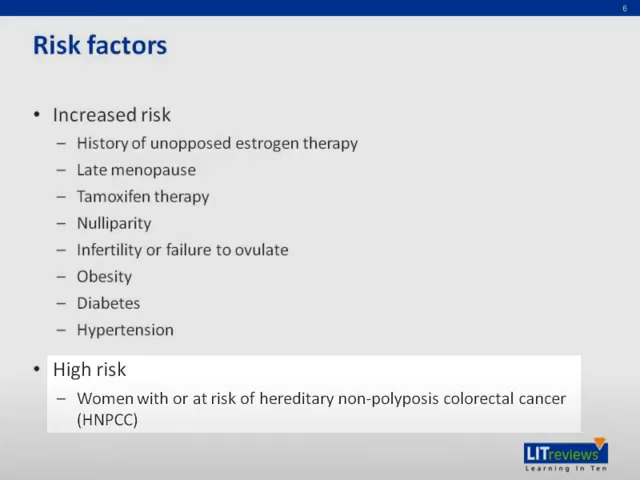 6
Risk factors
• Increased risk
– History of unopposed estrogen therapy
– Late menopause
– Tamoxifen therapy
– Nulliparity
– Infertility or failure to ovulate
– Obesity
– Diabetes
– Hypertension
• High risk
– Women with or at risk of hereditary non-polyposis colorectal cancer
(HNPCC)
LITreviews
Learning In Ten